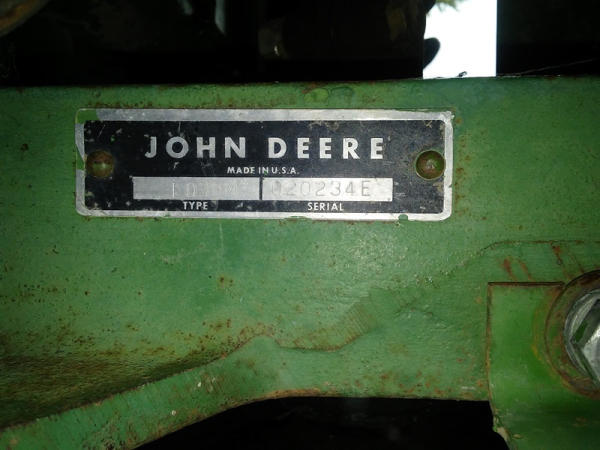 JOHN DEERE
MADE IN U.S.A.
020234E
TYPE SERIAL